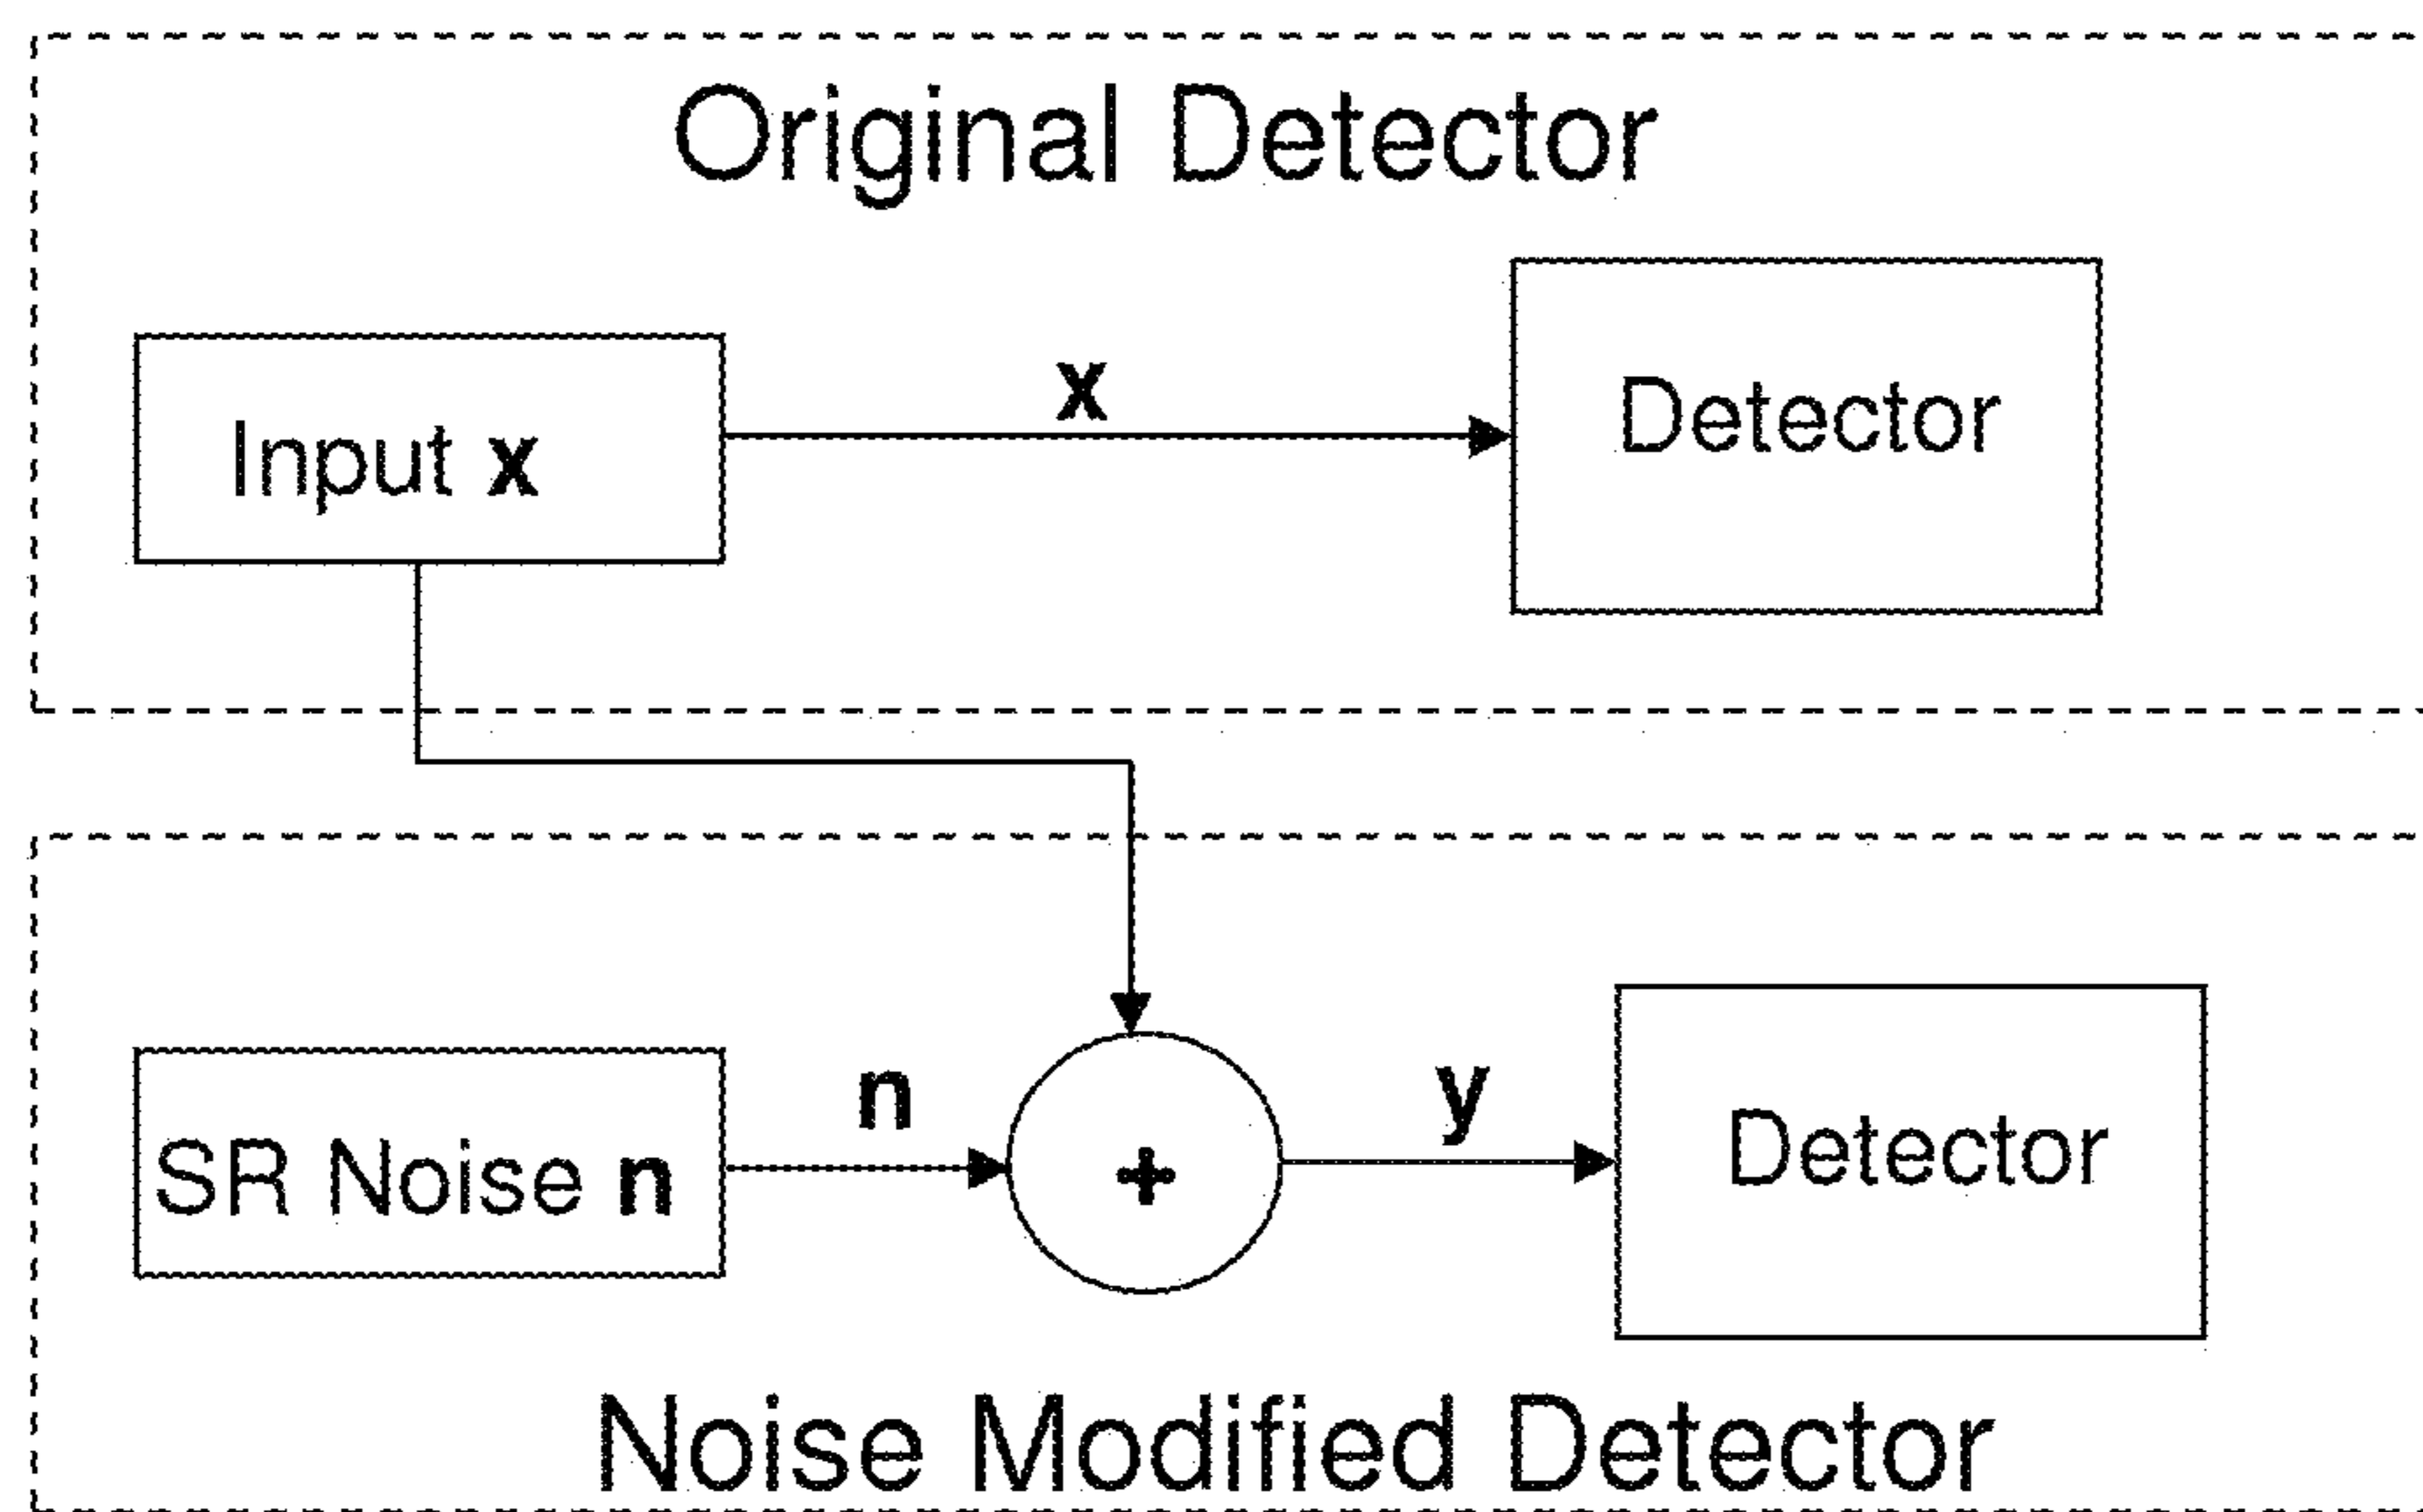 Original Detector
x
Input x
Detector
n
y
SR Noise n
+
Detector
Noise Modified Detector